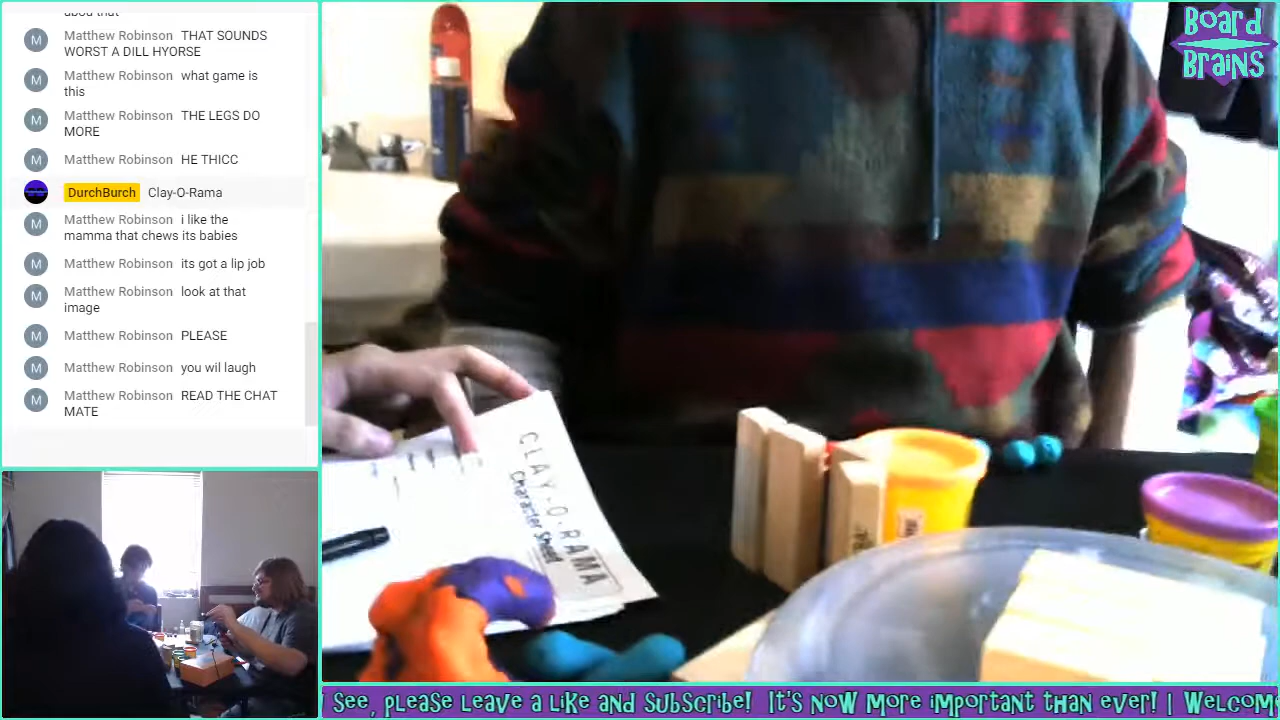 abou that
Matthew Robinson THAT SOUNDS
WORST A DILL HYORSE
Matthew Robinson what game is
this
Matthew Robinson THE LEGS DO
MORE
Matthew Robinson HE THICC
DurchBurch Clay-O-Rama
Matthew Robinson i like the
mamma that chews its babies
Matthew Robinson its got a lip job
Matthew Robinson look at that
image
Matthew Robinson PLEASE
Matthew Robinson you wil laugh
Matthew Robinson READ THE CHAT
MATE
Board
Brains
CLAY-O-RAMA
Character Sheet
See, please Leave a Like and Subscribe! It's now more important than ever! | Welcom